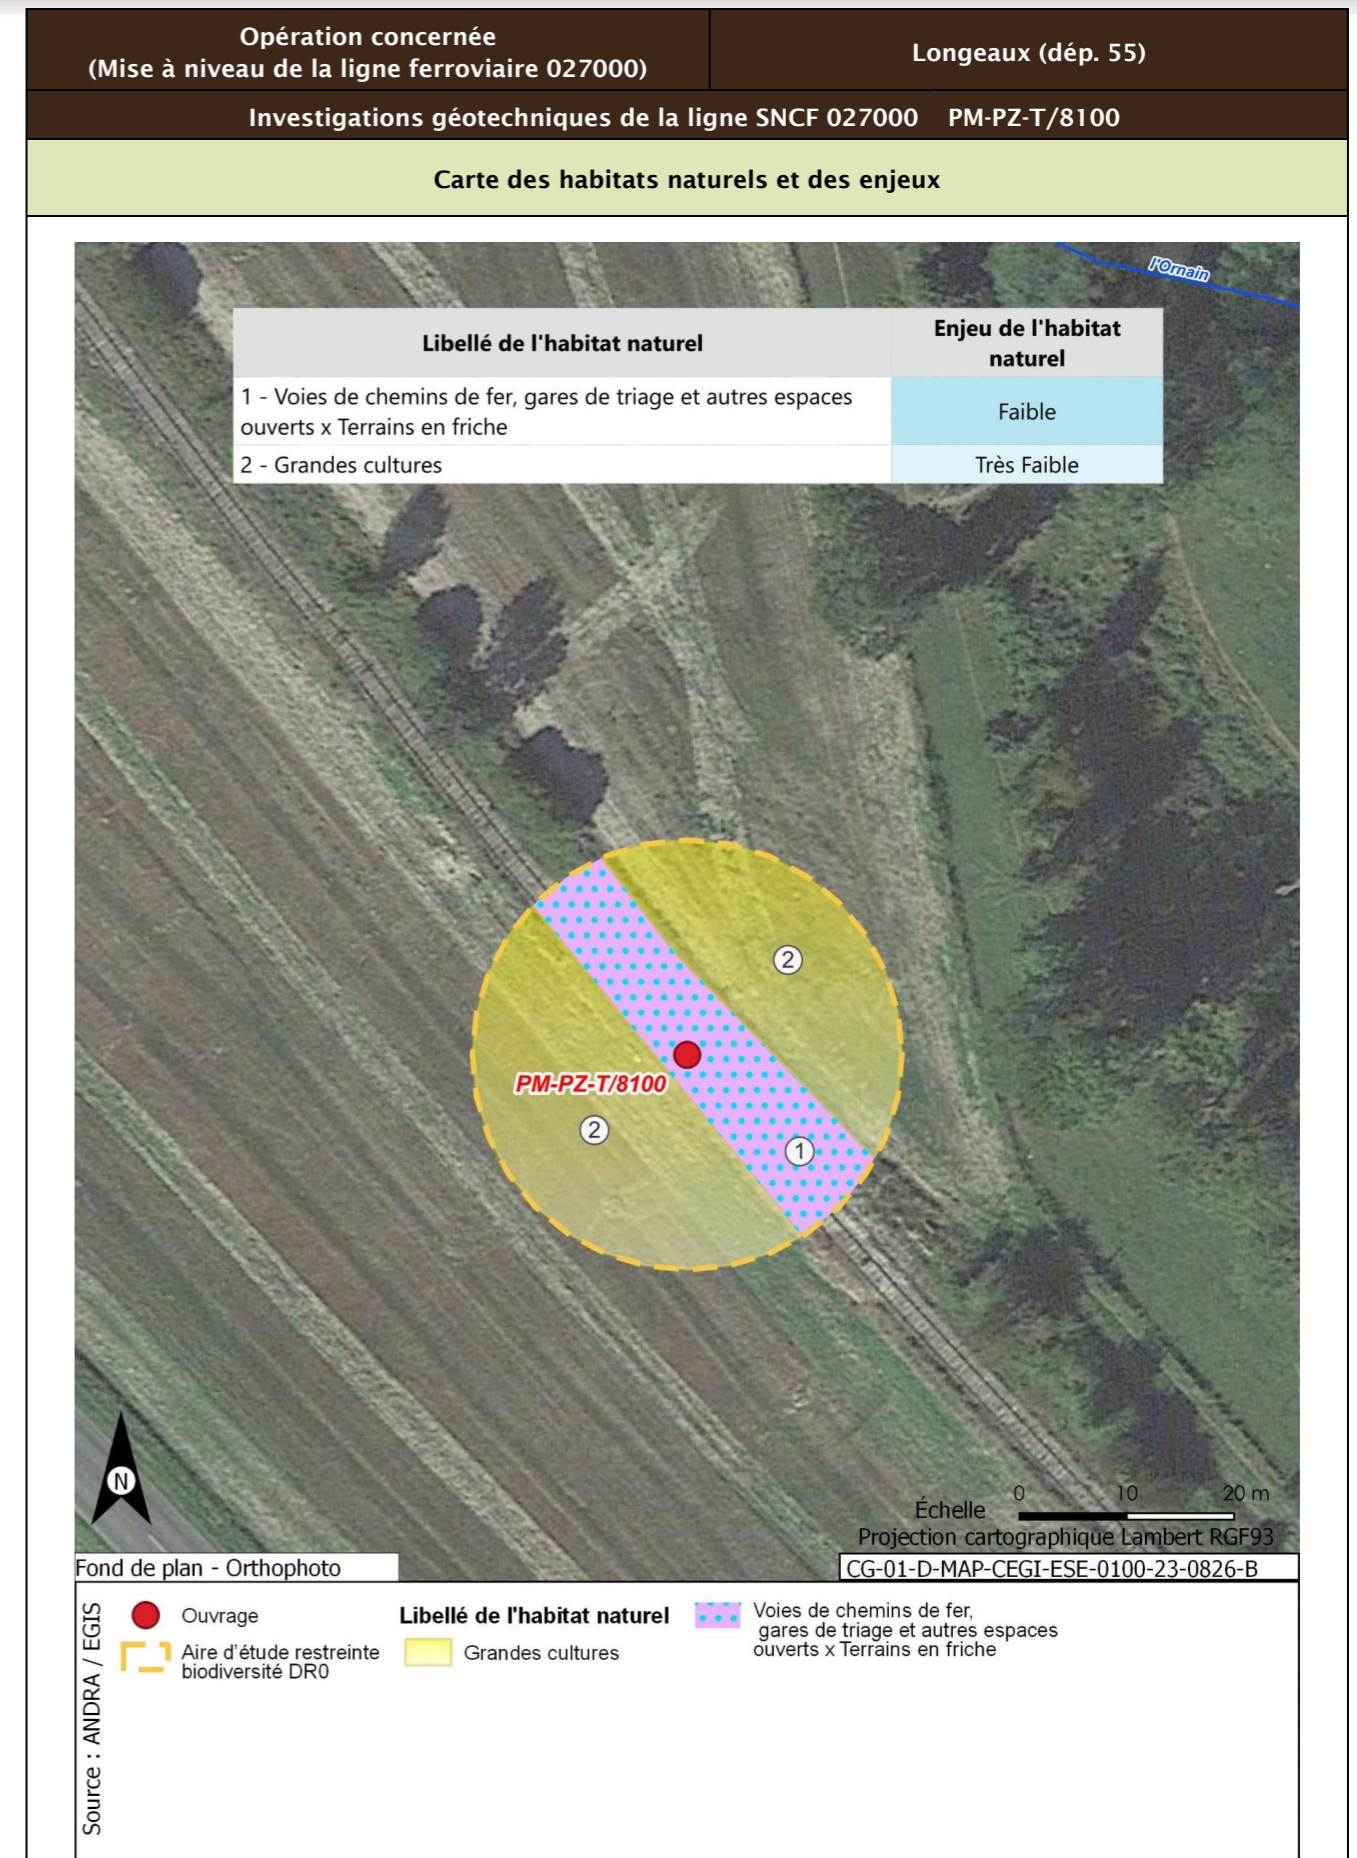 Opération concernée
(Mise à niveau de la ligne ferroviaire 027000)
Longeaux (dép. 55)
Investigations géotechniques de la ligne SNCF 027000 PM-PZ-T/8100
Carte des habitats naturels et des enjeux
l'Ornain
Libellé de l'habitat naturel
Enjeu de l'habitat
naturel
1 - Voies de chemins de fer, gares de triage et autres espaces
ouverts x Terrains en friche
Faible
2 - Grandes cultures
Très Faible
2
PM-PZ-T/8100
2
1
N
0 10 20 m
Échelle
Projection cartographique Lambert RGF93
Fond de plan - Orthophoto
CG-01-D-MAP-CEGI-ESE-0100-23-0826-B
Source : ANDRA / EGIS
Ouvrage
Aire d'étude restreinte
biodiversité DR0
Libellé de l'habitat naturel
Grandes cultures
Voies de chemins de fer,
gares de triage et autres espaces
ouverts x Terrains en friche